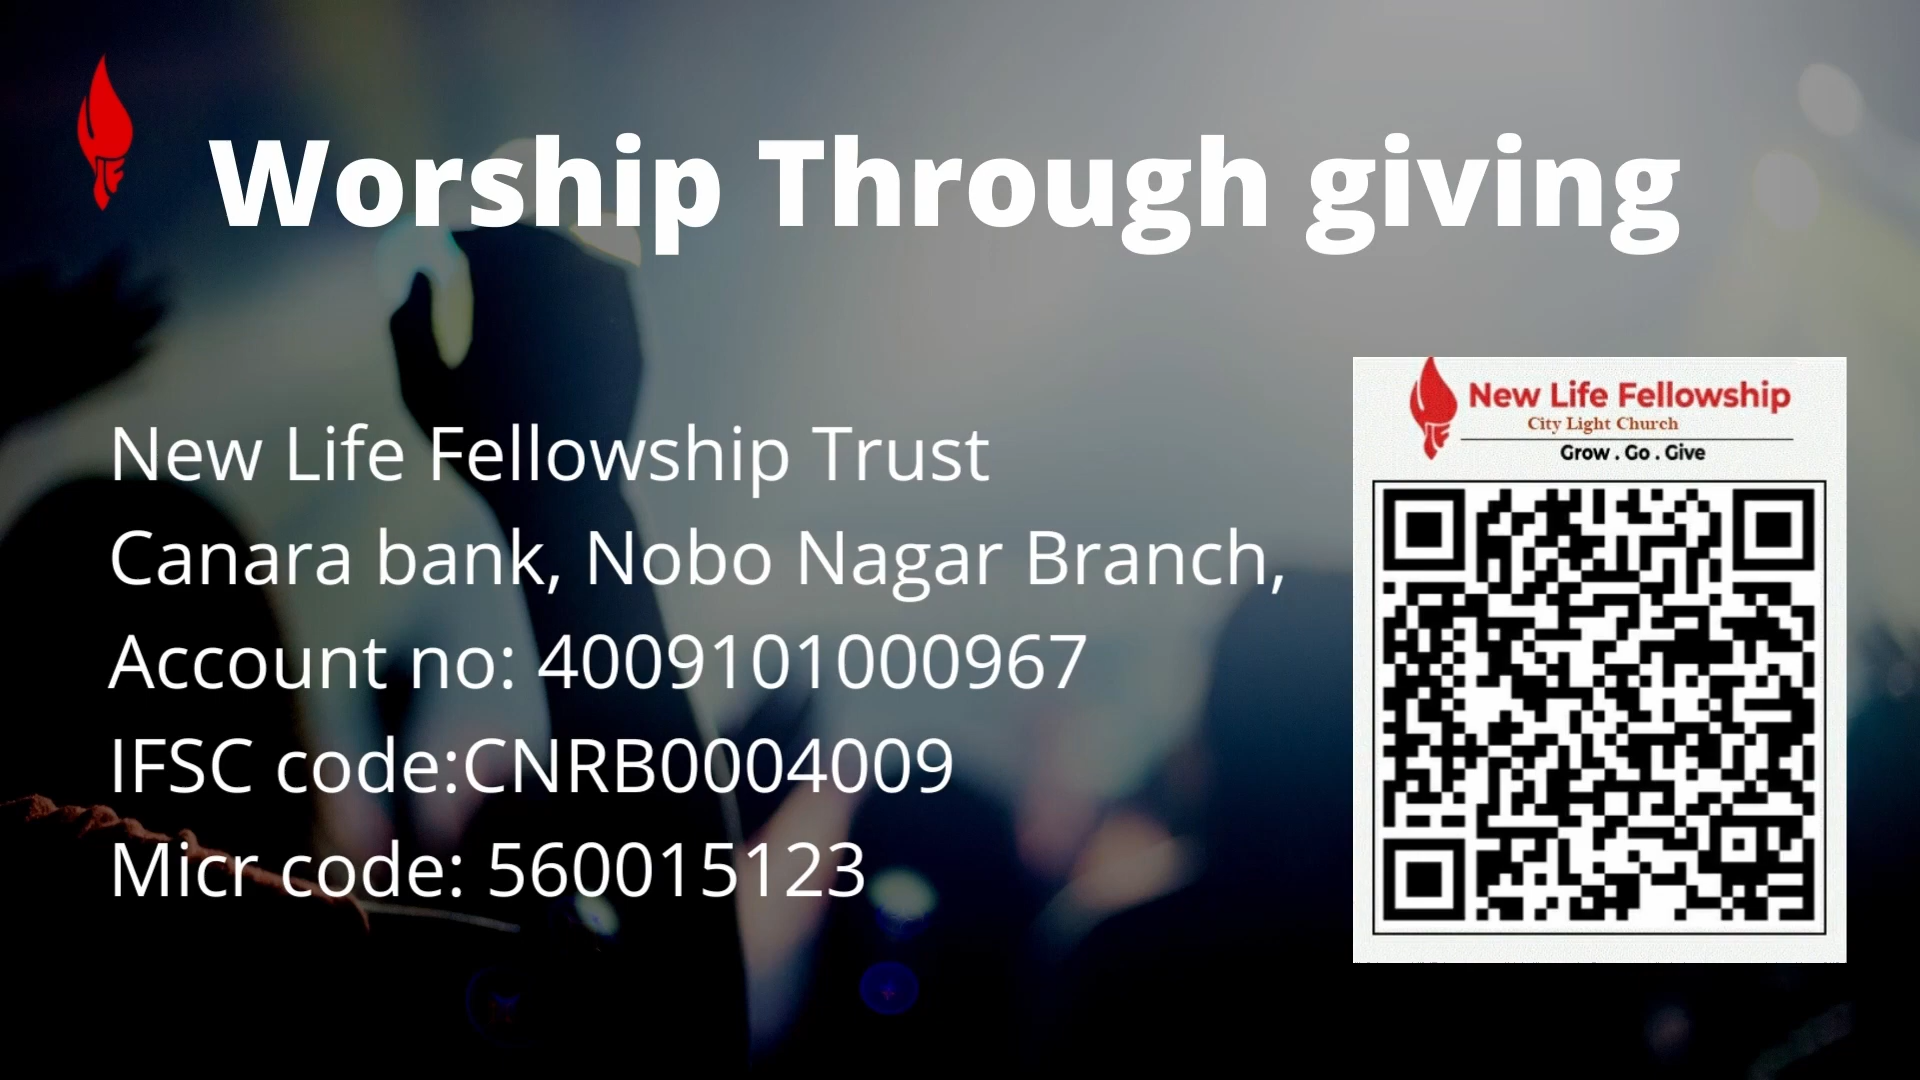 Worship Through giving
New Life Fellowship Trust
Canara bank, Nobo Nagar Branch,
Account no: 4009101000967
IFSC code:CNRB0004009
Micr code: 560015123
New Life Fellowship
City Light Church
Grow . Go . Give